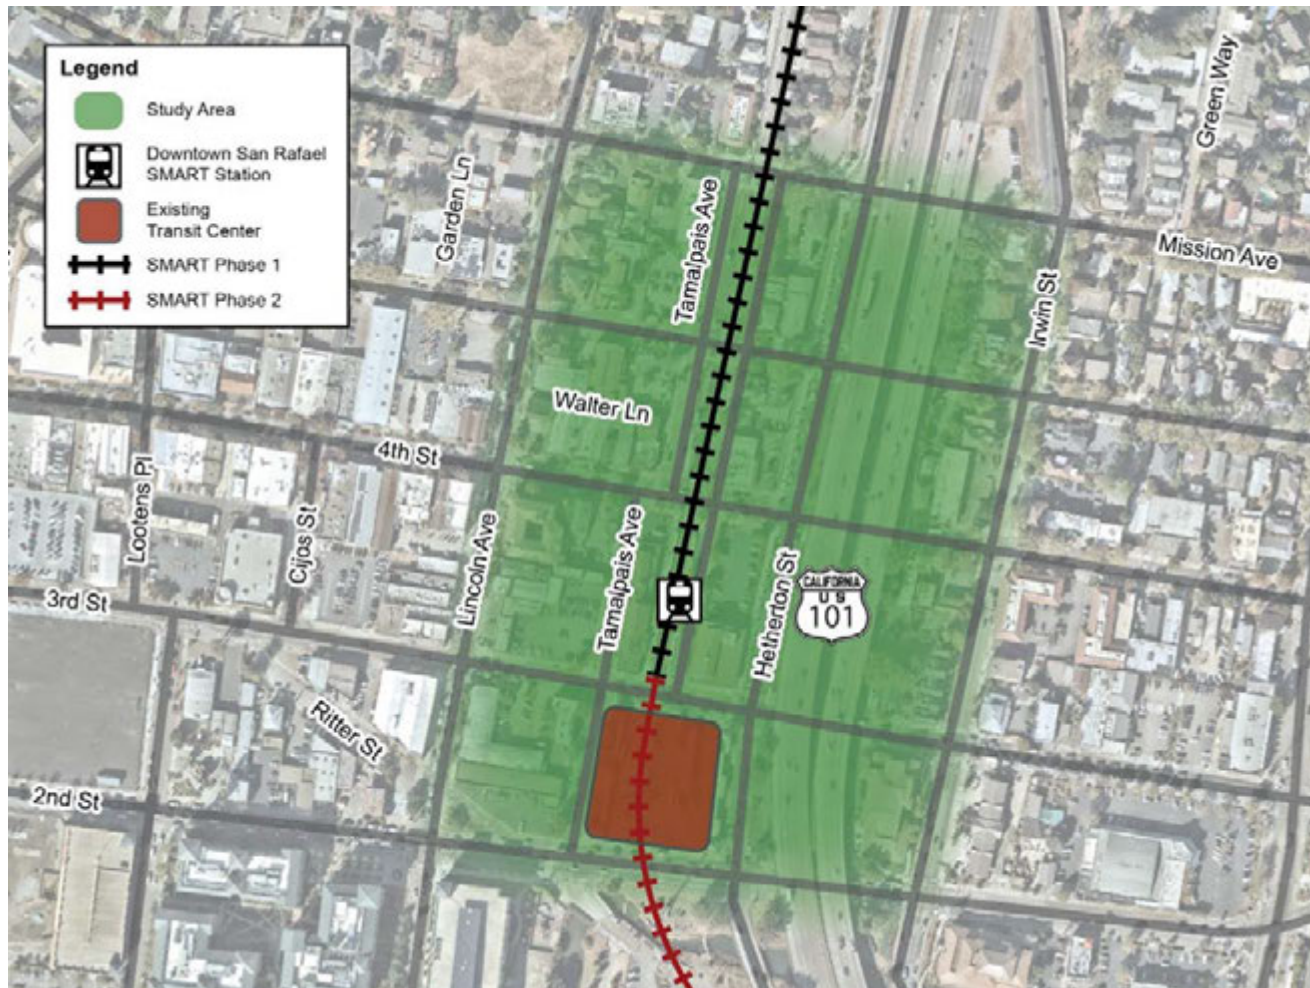 Legend
Study Area
Downtown San Rafael
SMART Station
Existing
Transit Center
SMART Phase 1
SMART Phase 2
Green Way
Garden Ln
Tamalpais Ave
Mission Ave
Irwin St
Walter Ln
4th St
Lootens Pl
Cijos St
Lincoln Ave
Tamalpais Ave
Hetherton St
CALIFORNIA
US
101
3rd St
Ritter St
2nd St